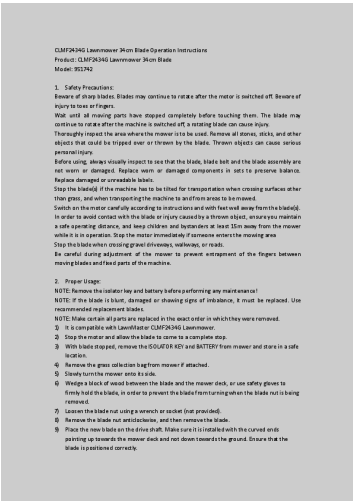 CLMF2434G Lawnmower 34cm Blade Operation Instructions
Product: CLMF2434G Lawnmower 34cm Blade
Model: 951742
1. Safety Precautions:
Beware of sharp blades. Blades may continue to rotate after the motor is switched off. Beware of
injury to toes or fingers.
Wait until all moving parts have stopped completely before touching them. The blade may
continue to rotate after the machine is switched off, a rotating blade can cause injury.
Thoroughly inspect the area where the mower is to be used. Remove all stones, sticks, and other
objects that could be tripped over or thrown by the blade. Thrown objects can cause serious
personal injury.
Before using, always visually inspect to see that the blade, blade bolt and the blade assembly are
not worn or damaged. Replace worn or damaged components in sets to preserve balance.
Replace damaged or unreadable labels.
Stop the blade(s) if the machine has to be tilted for transportation when crossing surfaces other
than grass, and when transporting the machine to and from areas to be mowed.
Switch on the motor carefully according to instructions and with feet well away from the blade(s).
In order to avoid contact with the blade or injury caused by a thrown object, ensure you maintain
a safe operating distance, and keep children and bystanders at least 15m away from the mower
while it is in operation. Stop the motor immediately if someone enters the mowing area
Stop the blade when crossing gravel driveways, walkways, or roads.
Be careful during adjustment of the mower to prevent entrapment of the fingers between
moving blades and fixed parts of the machine.
2. Proper Usage:
NOTE: Remove the isolator key and battery before performing any maintenance!
NOTE: If the blade is blunt, damaged or showing signs of imbalance, it must be replaced. Use
recommended replacement blades.
NOTE: Make certain all parts are replaced in the exact order in which they were removed.
1) It is compatible with LawnMaster CLMF2434G Lawnmower.
2) Stop the motor and allow the blade to come to a complete stop.
3) With blade stopped, remove the ISOLATOR KEY and BATTERY from mower and store in a safe
location.
4) Remove the grass collection bag from mower if attached.
5) Slowly turn the mower onto its side.
6) Wedge a block of wood between the blade and the mower deck, or use safety gloves to
firmly hold the blade, in order to prevent the blade from turning when the blade nut is being
removed.
7) Loosen the blade nut using a wrench or socket (not provided).
8) Remove the blade nut anticlockwise, and then remove the blade.
9) Place the new blade on the drive shaft. Make sure it is installed with the curved ends
pointing up towards the mower deck and not down towards the ground. Ensure that the
blade is positioned correctly.